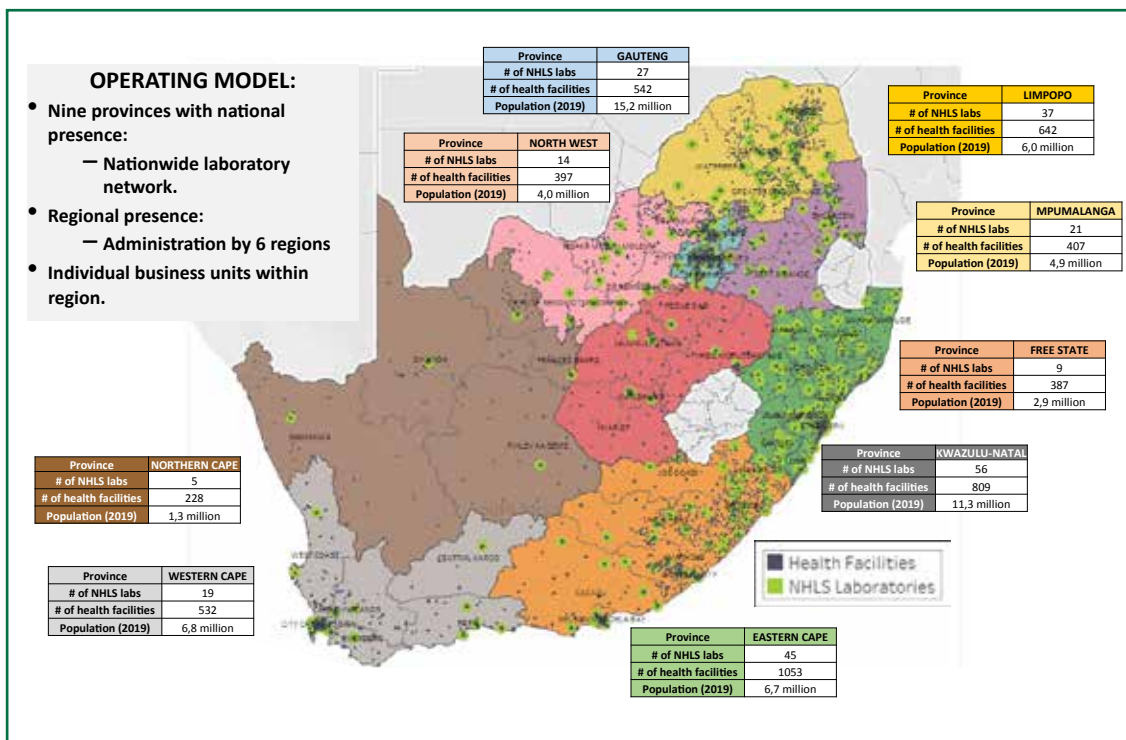 OPERATING MODEL:
• Nine provinces with national
presence:
– Nationwide laboratory
network.
• Regional presence:
– Administration by 6 regions
• Individual business units within
region.
Province GAUTENG
# of NHLS labs 27
# of health facilities 542
Population (2019) 15,2 million
Province LIMPOPO
# of NHLS labs 37
# of health facilities 642
Population (2019) 6,0 million
Province NORTH WEST
# of NHLS labs 14
# of health facilities 397
Population (2019) 4,0 million
Province MPUMALANGA
# of NHLS labs 21
# of health facilities 407
Population (2019) 4,9 million
Province FREE STATE
# of NHLS labs 9
# of health facilities 387
Population (2019) 2,9 million
Province KWAZULU-NATAL
# of NHLS labs 56
# of health facilities 809
Population (2019) 11,3 million
Province NORTHERN CAPE
# of NHLS labs 5
# of health facilities 228
Population (2019) 1,3 million
Province WESTERN CAPE
# of NHLS labs 19
# of health facilities 532
Population (2019) 6,8 million
Province EASTERN CAPE
# of NHLS labs 45
# of health facilities 1053
Population (2019) 6,7 million
Health Facilities
NHLS Laboratories
WEST COAST
CENTRAL KAROO